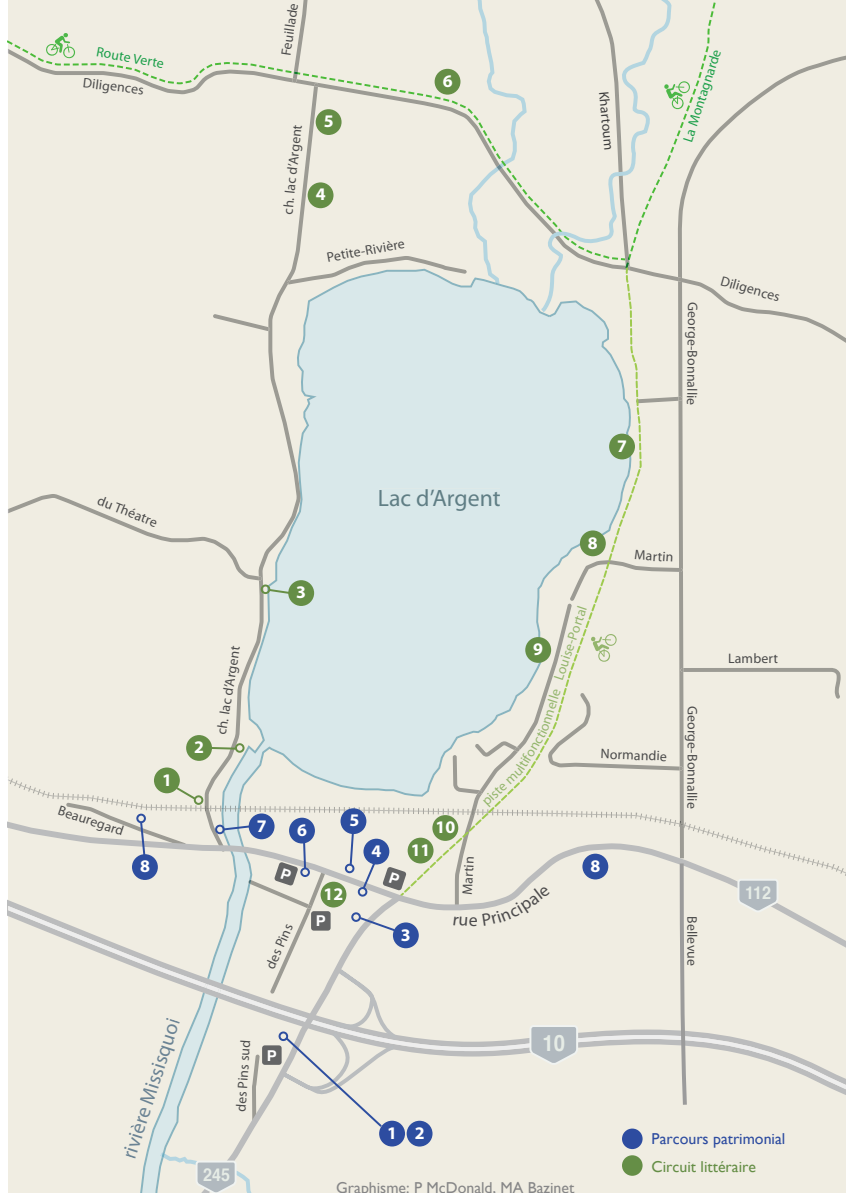 Feuillade
Route Verte
Diligences
6
Khartoum
La Montagnarde
5
ch. lac d'Argent
4
Petite-Rivière
Diligences
George-Bonnallie
7
Lac d'Argent
du Théatre
8
Martin
3
9
piste multifonctionnelle Louise-Portal
Lambert
ch. lac d'Argent
2
George-Bonnallie
Normandie
1
Beauregard
7
6
5
10
11
8
4
P
P
12
Martin
8
112
rue Principale
P
3
des Pins
Bellevue
10
rivière Missisquoi
P
des Pins sud
1 2
Parcours patrimonial
Circuit littéraire
245
Graphisme: P McDonald, MA Bazinet